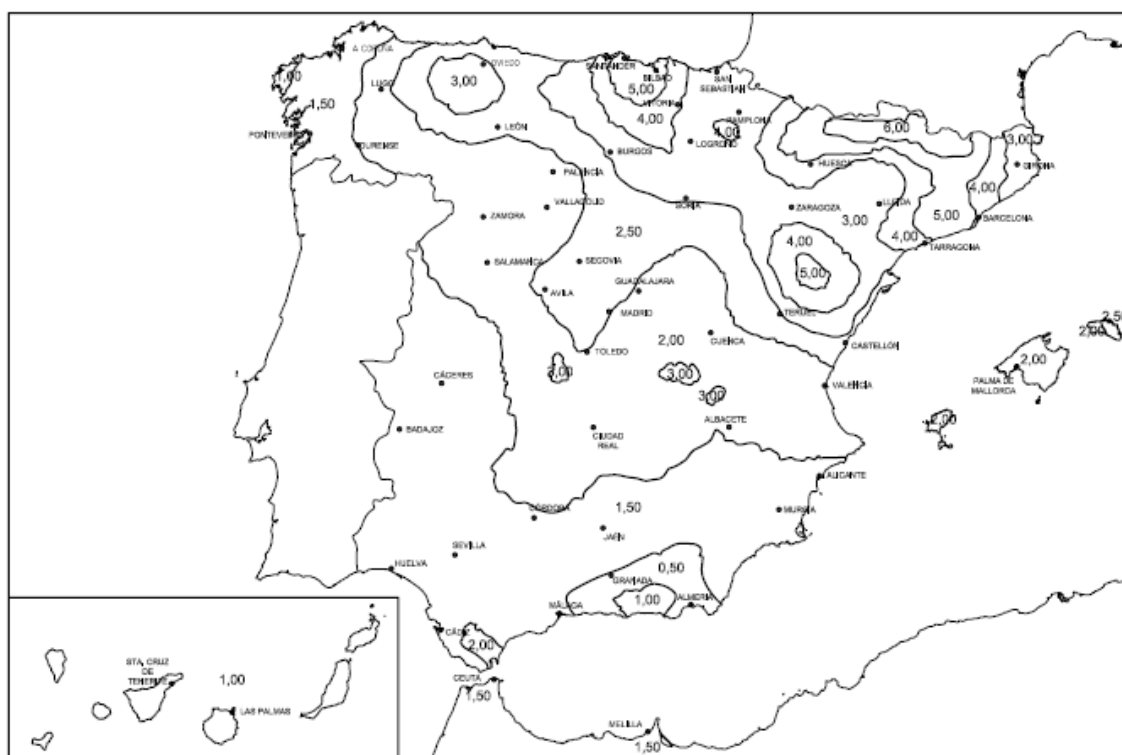 A CORUÑA
OVIEDO
SANTANDER
BILBAO
SAN
SEBASTIÁN
1,00
LUGO
3,00
5,00
VITORIA
1,50
4,00
PAMPLONA
4,00
6,00
3,00
PONTEVEDRA
OURENSE
LEÓN
LOGROÑO
BURGOS
HUESCA
GIRONA
PALENCIA
4,00
ZAMORA
VALLADOLID
SORIA
ZARAGOZA
LLEIDA
3,00
5,00
BARCELONA
2,50
4,00
4,00
TARRAGONA
SALAMANCA
SEGOVIA
5,00
GUADALAJARA
AVILA
MADRID
TERUEL
2,50
2,00
2,00
CUENCA
CASTELLÓN
TOLEDO
2,00
CÁCERES
3,00
3,00
VALENCIA
PALMA DE
MALLORCA
3,00
2,00
BADAJOZ
CIUDAD
REAL
ALBACETE
ALICANTE
1,50
CÓRDOBA
MURCIA
JAÉN
SEVILLA
HUELVA
0,50
GRANADA
1,00
ALMERIA
MÁLAGA
CÁDIZ
2,00
CEUTA
1,50
MELILLA
1,50
STA. CRUZ
DE
TENERIFE
1,00
LAS PALMAS